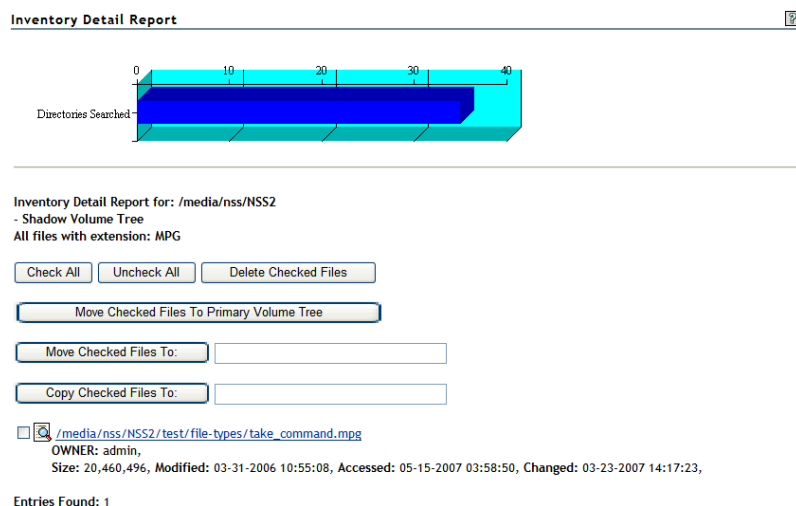 Inventory Detail Report
?
0 10 20 30 40
Directories Searched
Inventory Detail Report for: /media/nss/NSS2
- Shadow Volume Tree
All files with extension: MPG
Check All Uncheck All Delete Checked Files
Move Checked Files To Primary Volume Tree
Move Checked Files To:
Copy Checked Files To:
/media/nss/NSS2/test/file-types/take_command.mpg
OWNER: admin,
Size: 20,460,496, Modified: 03-31-2006 10:55:08, Accessed: 05-15-2007 03:58:50, Changed: 03-23-2007 14:17:23,
Entries Found: 1